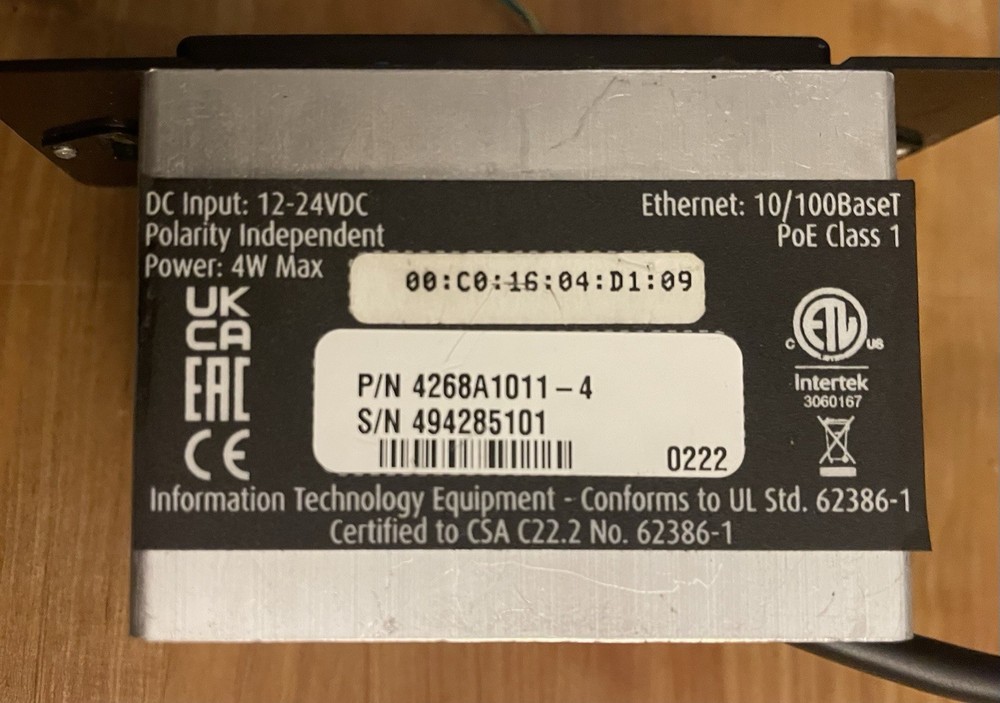 DC Input: 12-24VDC
Polarity Independent
Power: 4W Max
Ethernet: 10/100BaseT
PoE Class 1
00:C0:16:04:D1:09
UK
CA
EAC
CE
P/N 4268A1011-4
S/N 494285101
0222
ETL
C US
Intertek
3060167
Information Technology Equipment - Conforms to UL Std. 62386-1
Certified to CSA C22.2 No. 62386-1